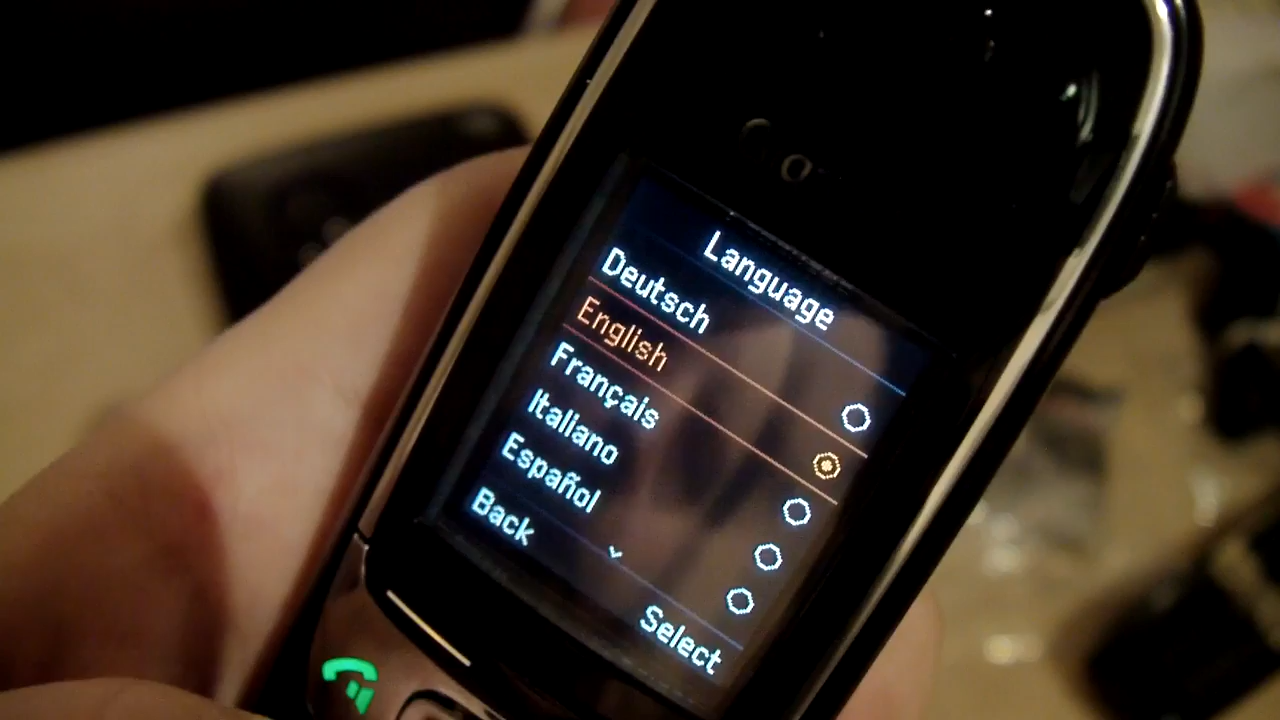 Language
Deutsch
English
Français
Italiano
Español
Back
Select